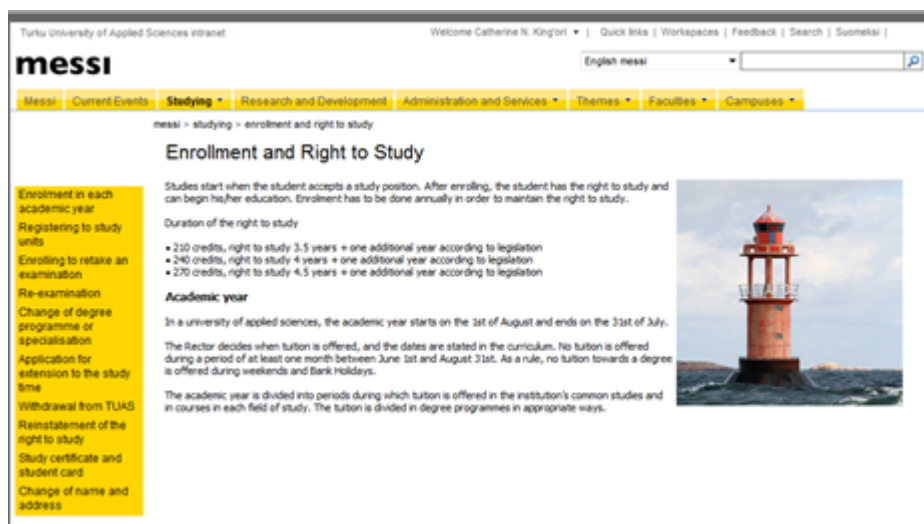 Turku University of Applied Sciences intranet
Welcome Catherine N. King'ori | Quick links | Workspaces | Feedback | Search | Suomeksi |
messi
English messi
Messi Current Events Studying Research and Development Administration and Services Themes Faculties Campuses
messi > studying > enrollment and right to study
Enrollment and Right to Study
Enrolment in each
academic year
Registering to study
units
Enrolling to retake an
examination
Re-examination
Change of degree
programme or
specialisation
Application for
extension to the study
time
Withdrawal from TUAS
Reinstatement of the
right to study
Study certificate and
student card
Change of name and
address
Studies start when the student accepts a study position. After enroling, the student has the right to study and
can begin his/her education. Enrolment has to be done annually in order to maintain the right to study.
Duration of the right to study
▪ 210 credits, right to study 3.5 years + one additional year according to legislation
▪ 240 credits, right to study 4 years + one additional year according to legislation
▪ 270 credits, right to study 4.5 years + one additional year according to legislation
Academic year
In a university of applied sciences, the academic year starts on the 1st of August and ends on the 31st of July.
The Rector decides when tuition is offered, and the dates are stated in the curriculum. No tuition is offered
during a period of at least one month between June 1st and August 31st. As a rule, no tuition towards a degree
is offered during weekends and Bank Holidays.
The academic year is divided into periods during which tuition is offered in the institution's common studies and
in courses in each field of study. The tuition is divided in degree programmes in appropriate ways.